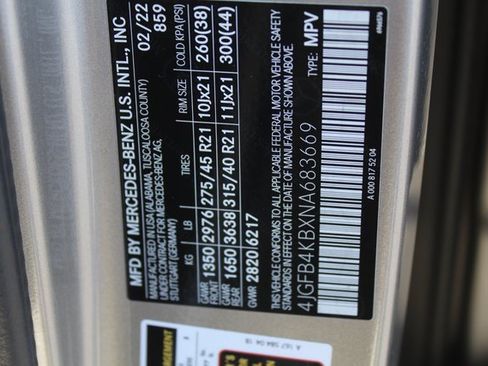 MFD BY MERCEDES-BENZ U.S. INTL., INC
MANUFACTURED IN USA (ALABAMA, TUSCALOOSA COUNTY)
UNDER CONTRACT FOR MERCEDES-BENZ AG,
STUTTGART (GERMANY)
02/22
859
KG LB TIRES RIM SIZE COLD KPA (PSI)
GAWR FRONT 1350 2976 275/45 R21 10Jx21 260(38)
GAWR REAR 1650 3638 315/40 R21 11Jx21 300(44)
GVWR 2820 6217
THIS VEHICLE CONFORMS TO ALL APPLICABLE FEDERAL MOTOR VEHICLE SAFETY
STANDARDS IN EFFECT ON THE DATE OF MANUFACTURE SHOWN ABOVE.
4JGFB4KBXNA683669 TYPE: MPV
A 000 817 52 04
A 167 584 04 18